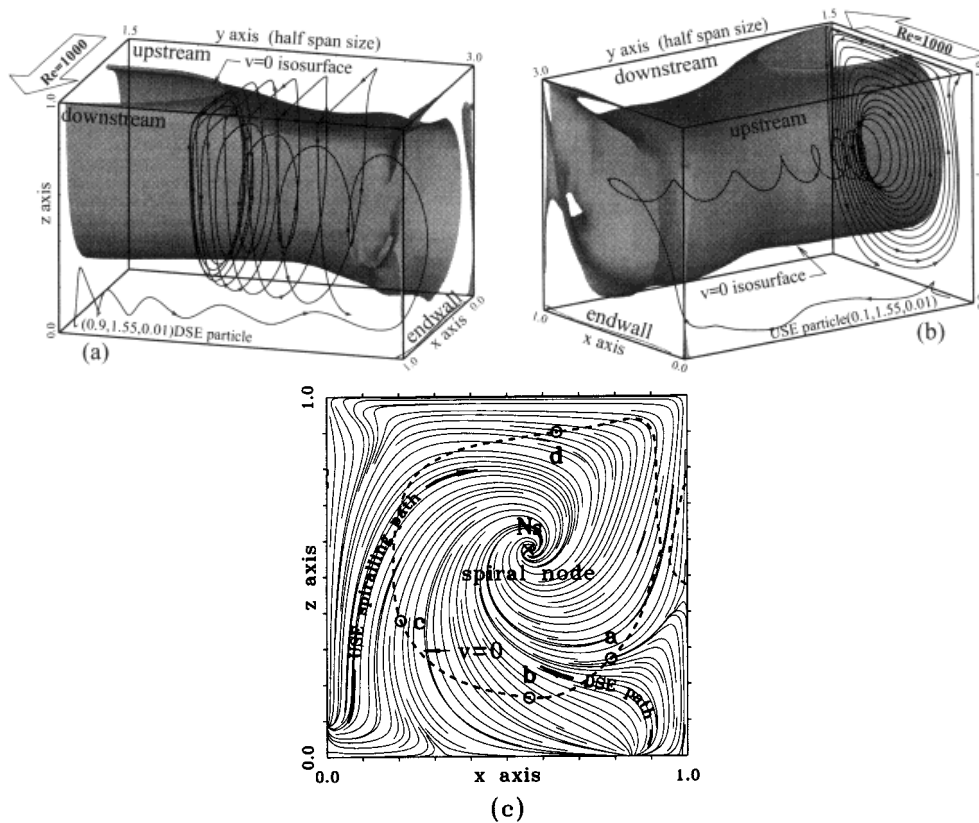 1.5
y axis (half span size)
3.0
Re=1000
upstream
v=0 isosurface
1.0
downstream
z axis
0.0
(0.9,1.55,0.01)DSE particle
(a)
endwall
x axis
0.0
1.0
1.5
y axis (half span size)
Re=1000
3.0
downstream
upstream
v=0 isosurface
1.0
endwall
x axis
0.0
USE particle(0.1,1.55,0.01)
(b)
1.0
d
Ns
spiral node
z axis
USE spiralling path
a
c
v=0
b
DSE path
0.0
0.0
x axis
1.0
(c)